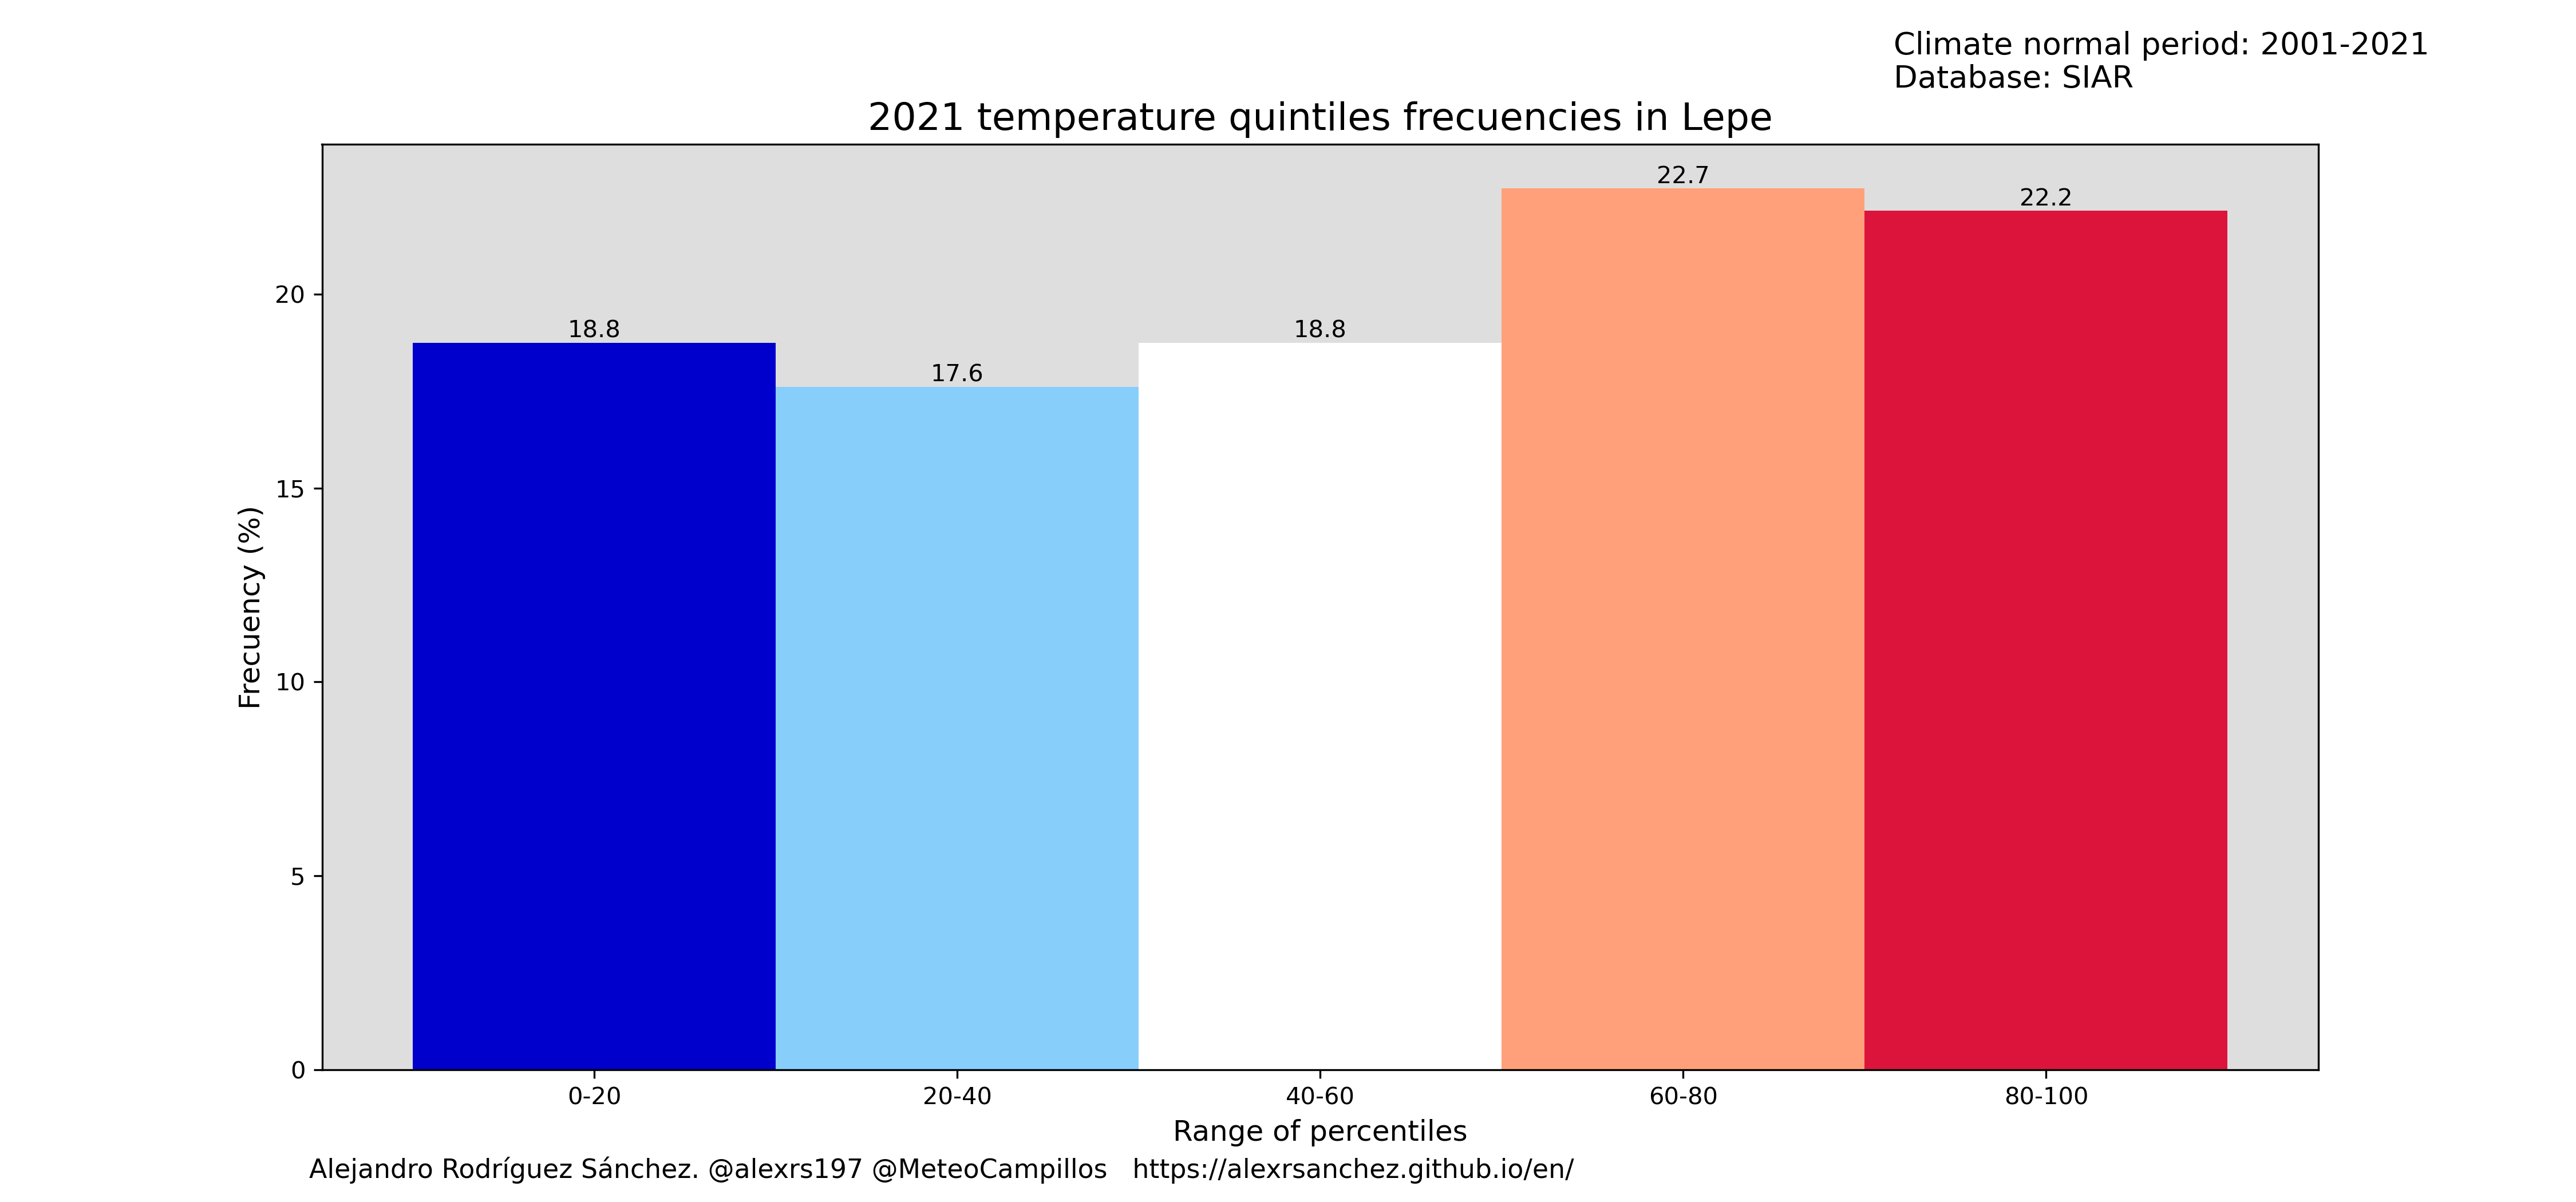 Climate normal period: 2001-2021
Database: SIAR
2021 temperature quintiles frecuencies in Lepe
22.7
22.2
18.8
18.8
17.6
20
15
10
5
0
Frecuency (%)
0-20
20-40
40-60
60-80
80-100
Range of percentiles
Alejandro Rodríguez Sánchez. @alexrs197 @MeteoCampillos https://alexrsanchez.github.io/en/